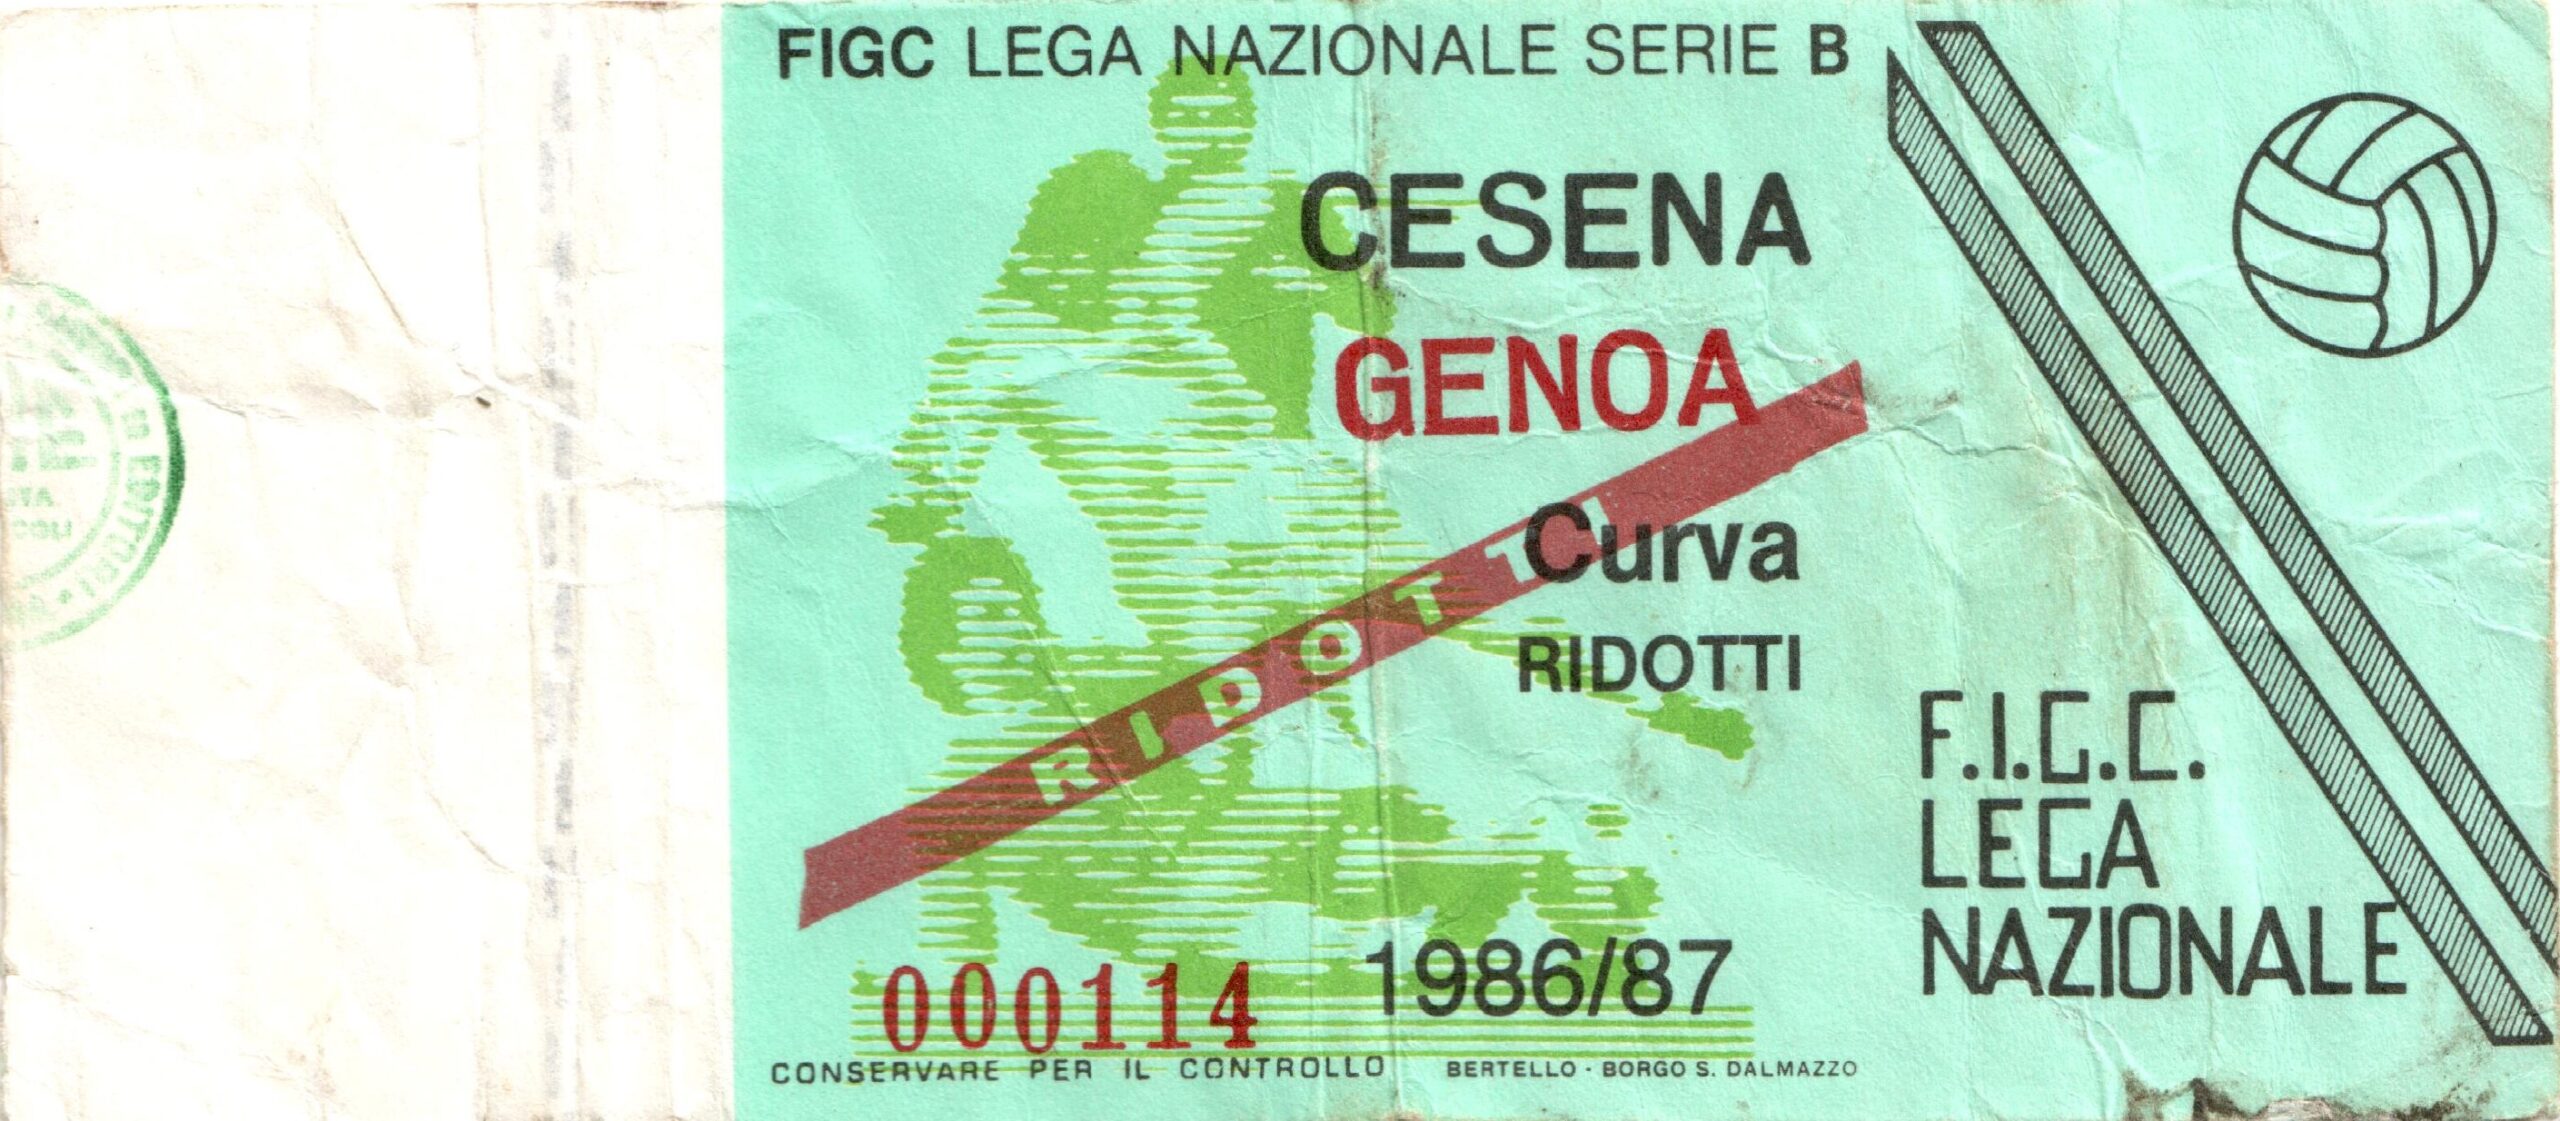 FIGC LEGA NAZIONALE SERIE B
CESENA
GENOA
Curva
RIDOTTI
RIDOTTI
1986/87
000114
CONSERVARE PER IL CONTROLLO
BERTELLO - BORGO S. DALMAZZO
F.I.G.C.
LEGA
NAZIONALE
EDITORI